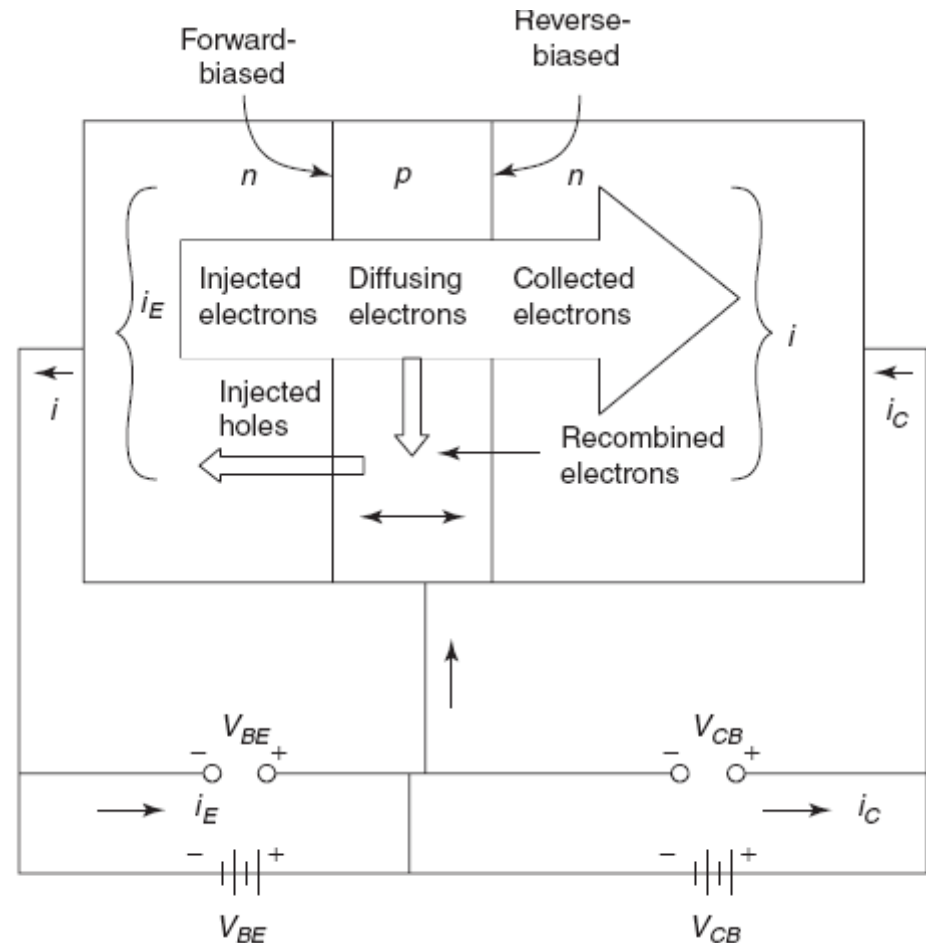 Forward-
biased
Reverse-
biased
n
p
n
i_E
Injected
electrons
Diffusing
electrons
Collected
electrons
i
i
Injected
holes
Recombined
electrons
i_C
V_BE
- +
V_CB
- +
i_E
i_C
- +
V_BE
- +
V_CB